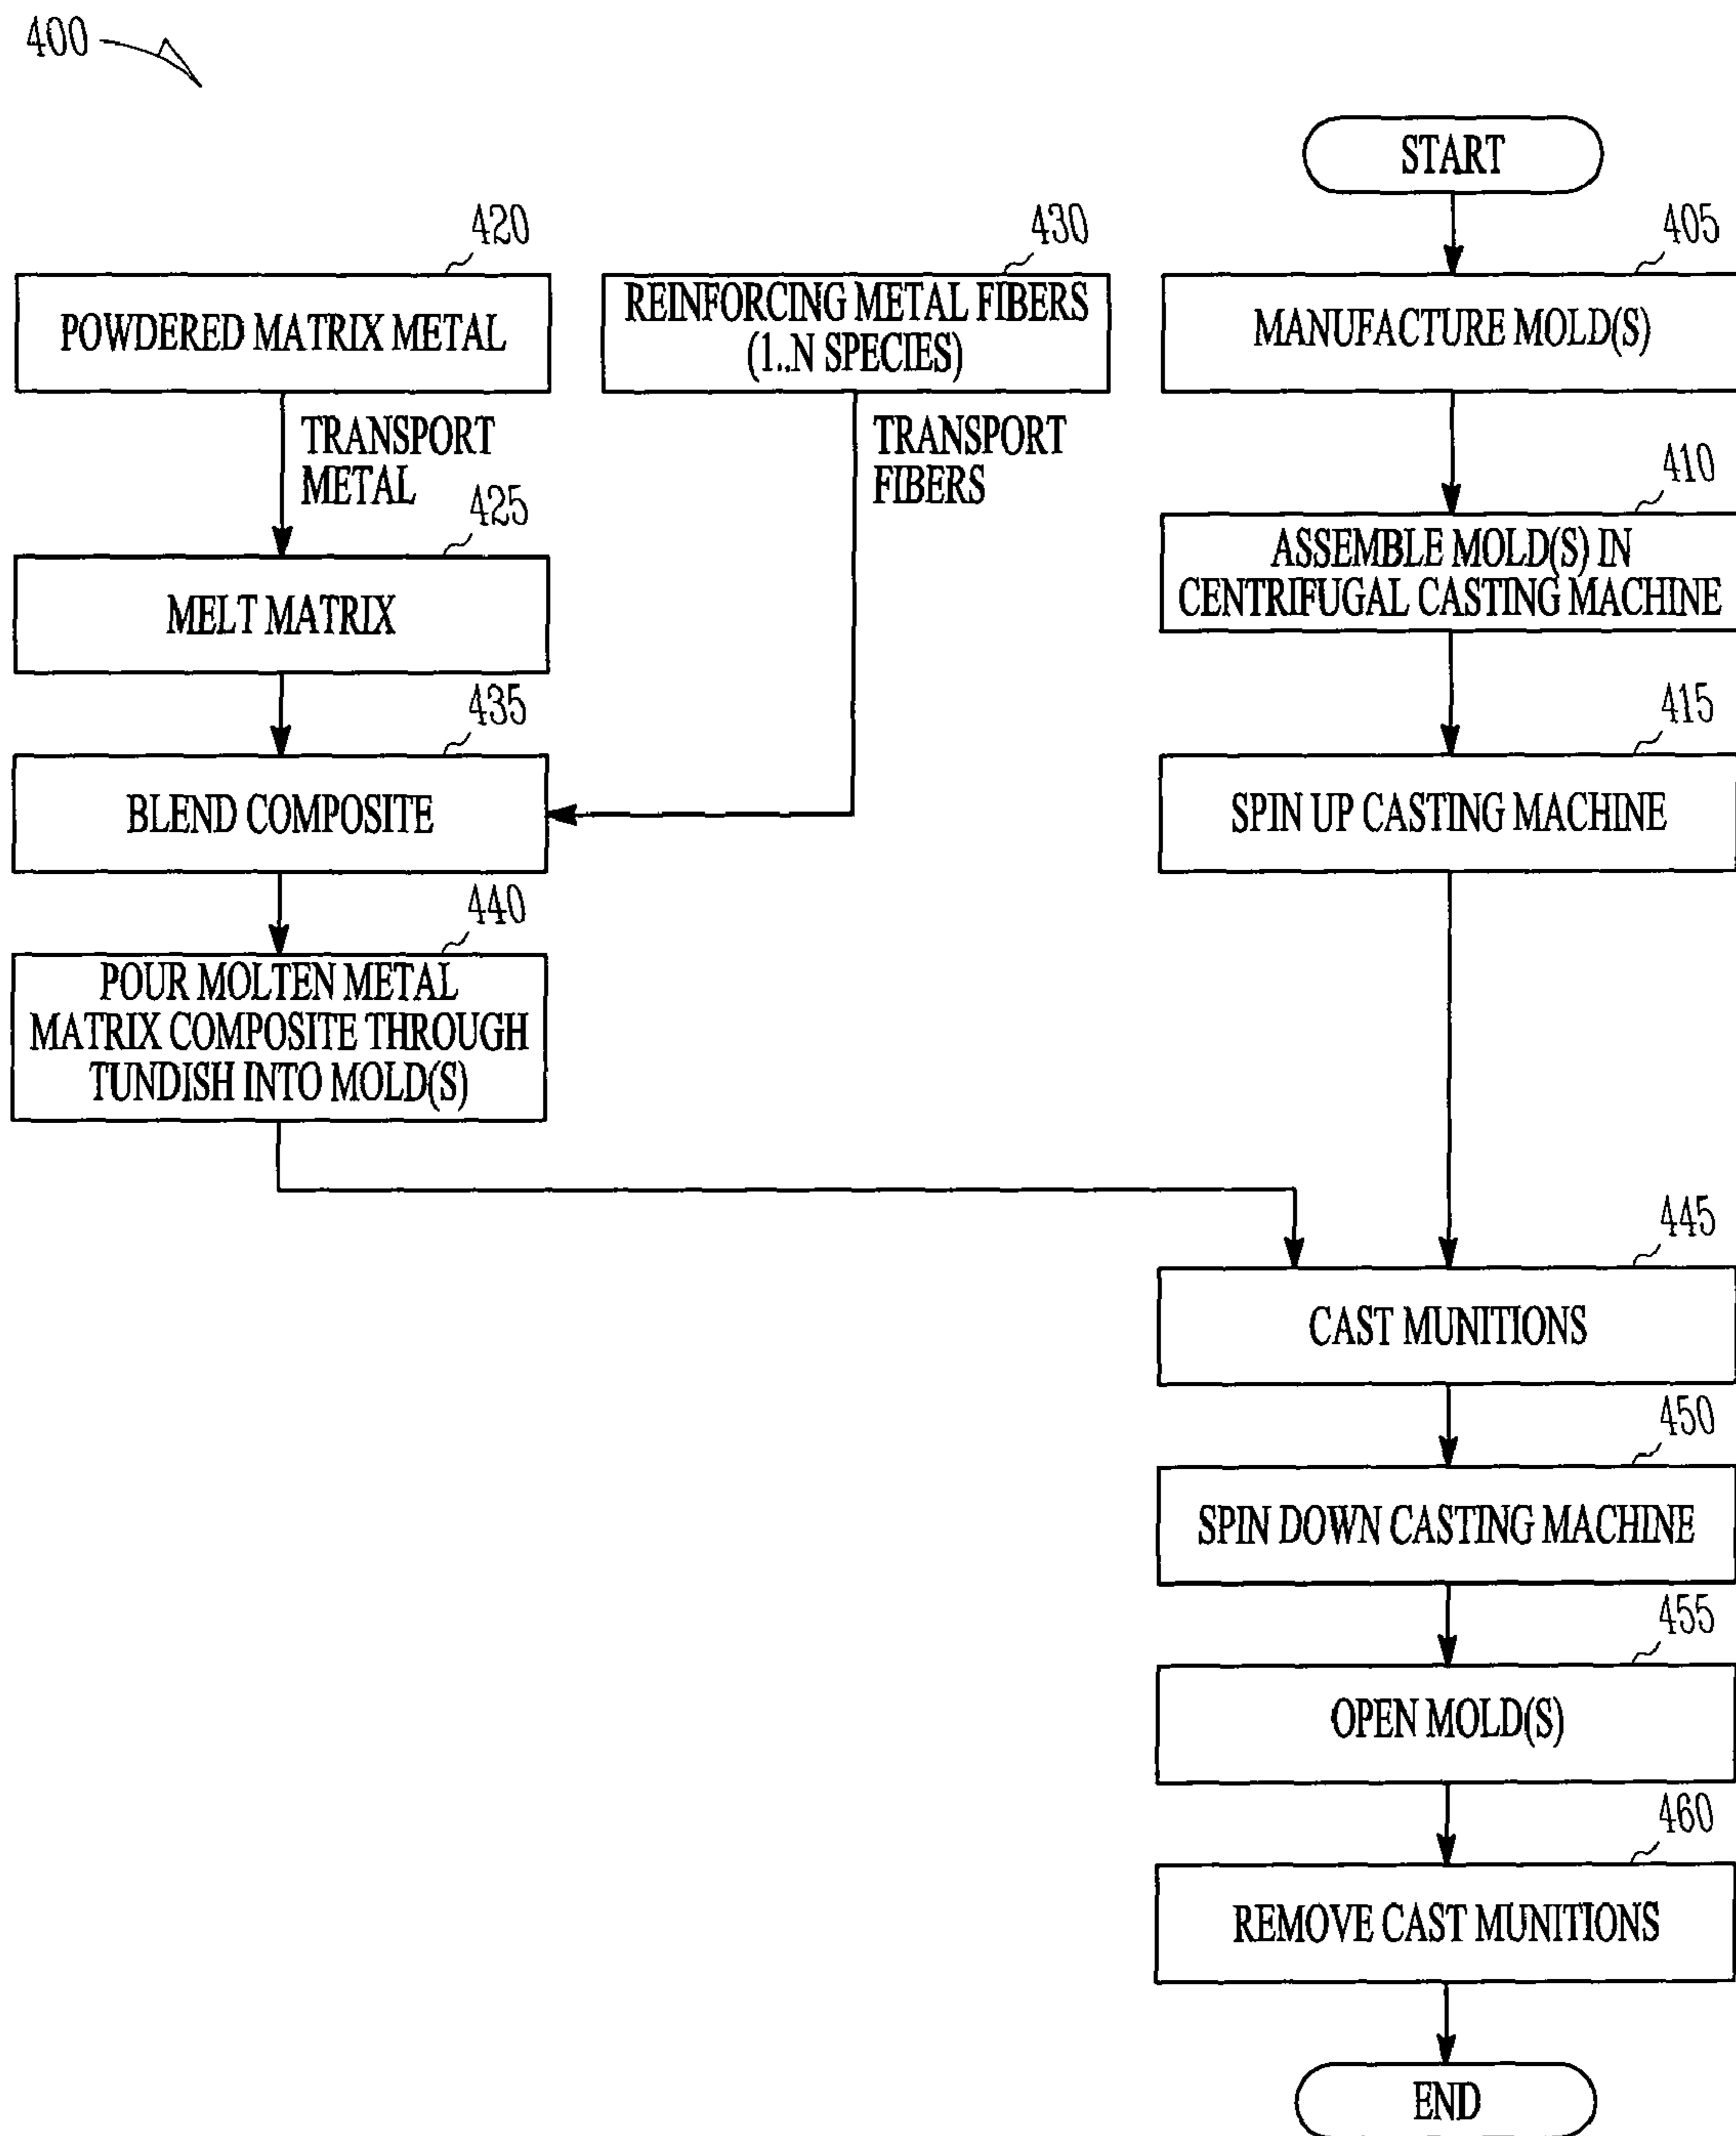 400
START
420
430
405
POWDERED MATRIX METAL
REINFORCING METAL FIBERS
(1..N SPECIES)
MANUFACTURE MOLD(S)
TRANSPORT
METAL
TRANSPORT
FIBERS
425
410
MELT MATRIX
ASSEMBLE MOLD(S) IN
CENTRIFUGAL CASTING MACHINE
435
415
BLEND COMPOSITE
SPIN UP CASTING MACHINE
440
POUR MOLTEN METAL
MATRIX COMPOSITE THROUGH
TUNDISH INTO MOLD(S)
445
CAST MUNITIONS
450
SPIN DOWN CASTING MACHINE
455
OPEN MOLD(S)
460
REMOVE CAST MUNITIONS
END